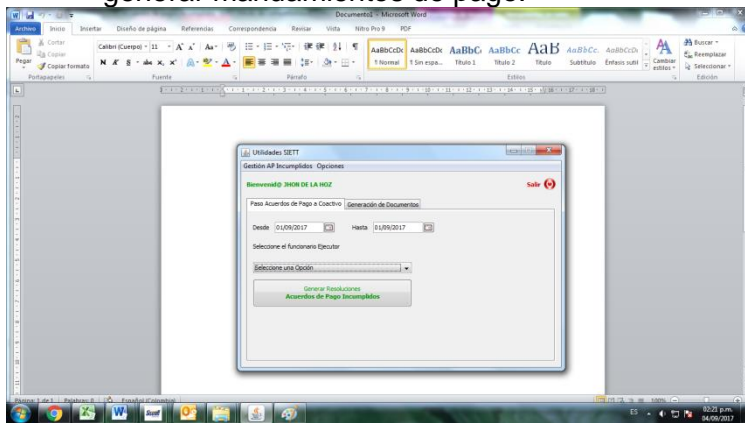 generar mandamientos de pago.
Documento1 - Microsoft Word
Archivo Inicio Insertar Diseño de página Referencias Correspondencia Revisar Vista Nitro Pro 9 PDF
Cortar
Copiar
Copiar formato
Pegar
Calibri (Cuerpo) 11
N K S abc
AaBbCcDc AaBbCcDc AaBbC AaBbCc AaB AaBbCc. AaBbCcDt
¶ Normal ¶ Sin espa... Título 1 Título 2 Título Subtítulo Énfasis sutil
Cambiar estilos
Buscar
Reemplazar
Seleccionar
Portapapeles Fuente Párrafo Estilos Edición
Utilidades SIETT
Gestión AP Incumplidos Opciones
Bienvenid@ JHON DE LA HOZ
Salir
Paso Acuerdos de Pago a Coactivo Generación de Documentos
Desde 01/09/2017 Hasta 01/09/2017
Seleccione el funcionario Ejecutor
Seleccione una Opción
Generar Resoluciones
Acuerdos de Pago Incumplidos
Página: 1 de 1 Palabras: 0 Español (Colombia) 100%
ES 02:21 p.m.
04/09/2017